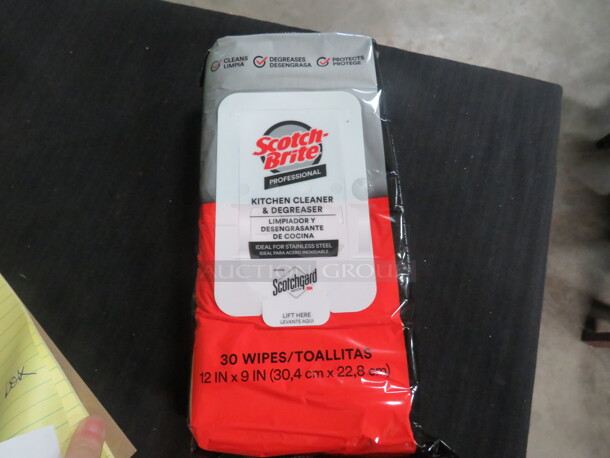 CLEANS DEGREASES PROTECTS
LIMPIA DESENGRASA PROTEGE
Scotch-
Brite
PROFESSIONAL
KITCHEN CLEANER
& DEGREASER
LIMPIADOR Y
DESENGRASANTE
DE COCINA
IDEAL FOR STAINLESS STEEL
IDEAL PARA ACERO INOXIDABLE
AUCTION GROUP
Scotchgard
LIFT HERE
LEVANTE AQUÍ
30 WIPES/TOALLITAS
12 IN x 9 IN (30,4 cm x 22,8 cm)